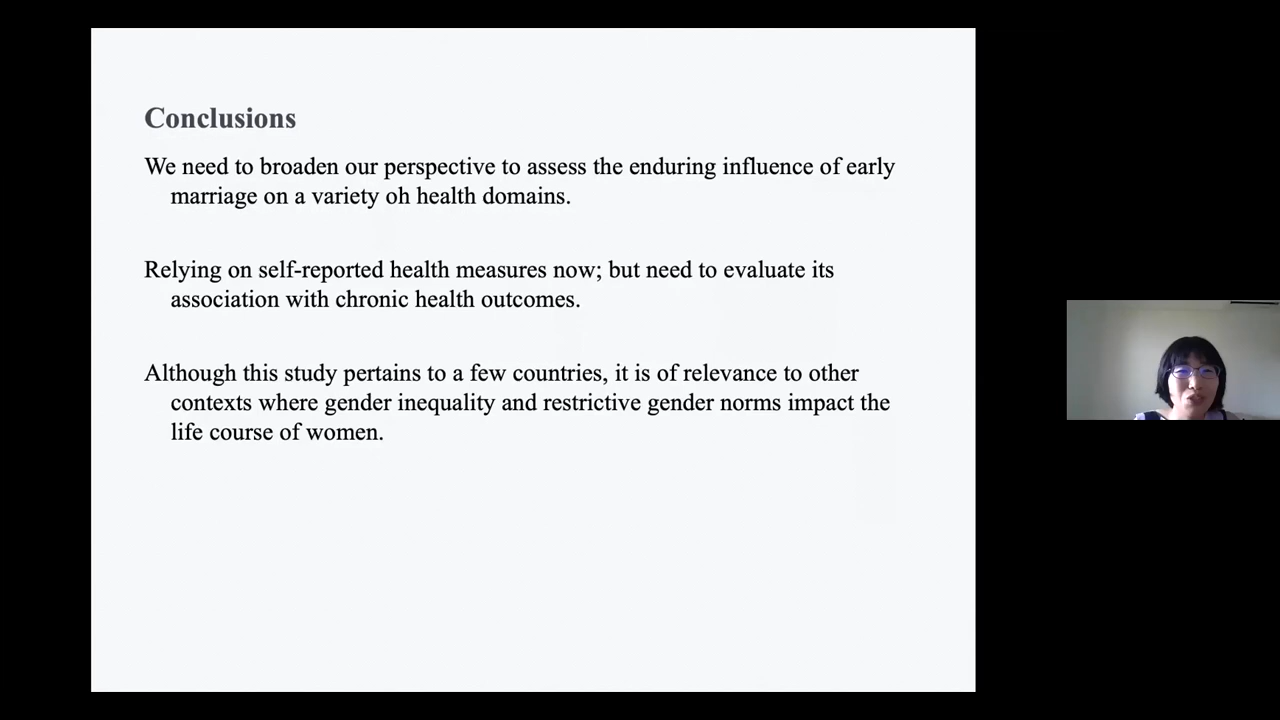 Conclusions
We need to broaden our perspective to assess the enduring influence of early
marriage on a variety oh health domains.
Relying on self-reported health measures now; but need to evaluate its
association with chronic health outcomes.
Although this study pertains to a few countries, it is of relevance to other
contexts where gender inequality and restrictive gender norms impact the
life course of women.